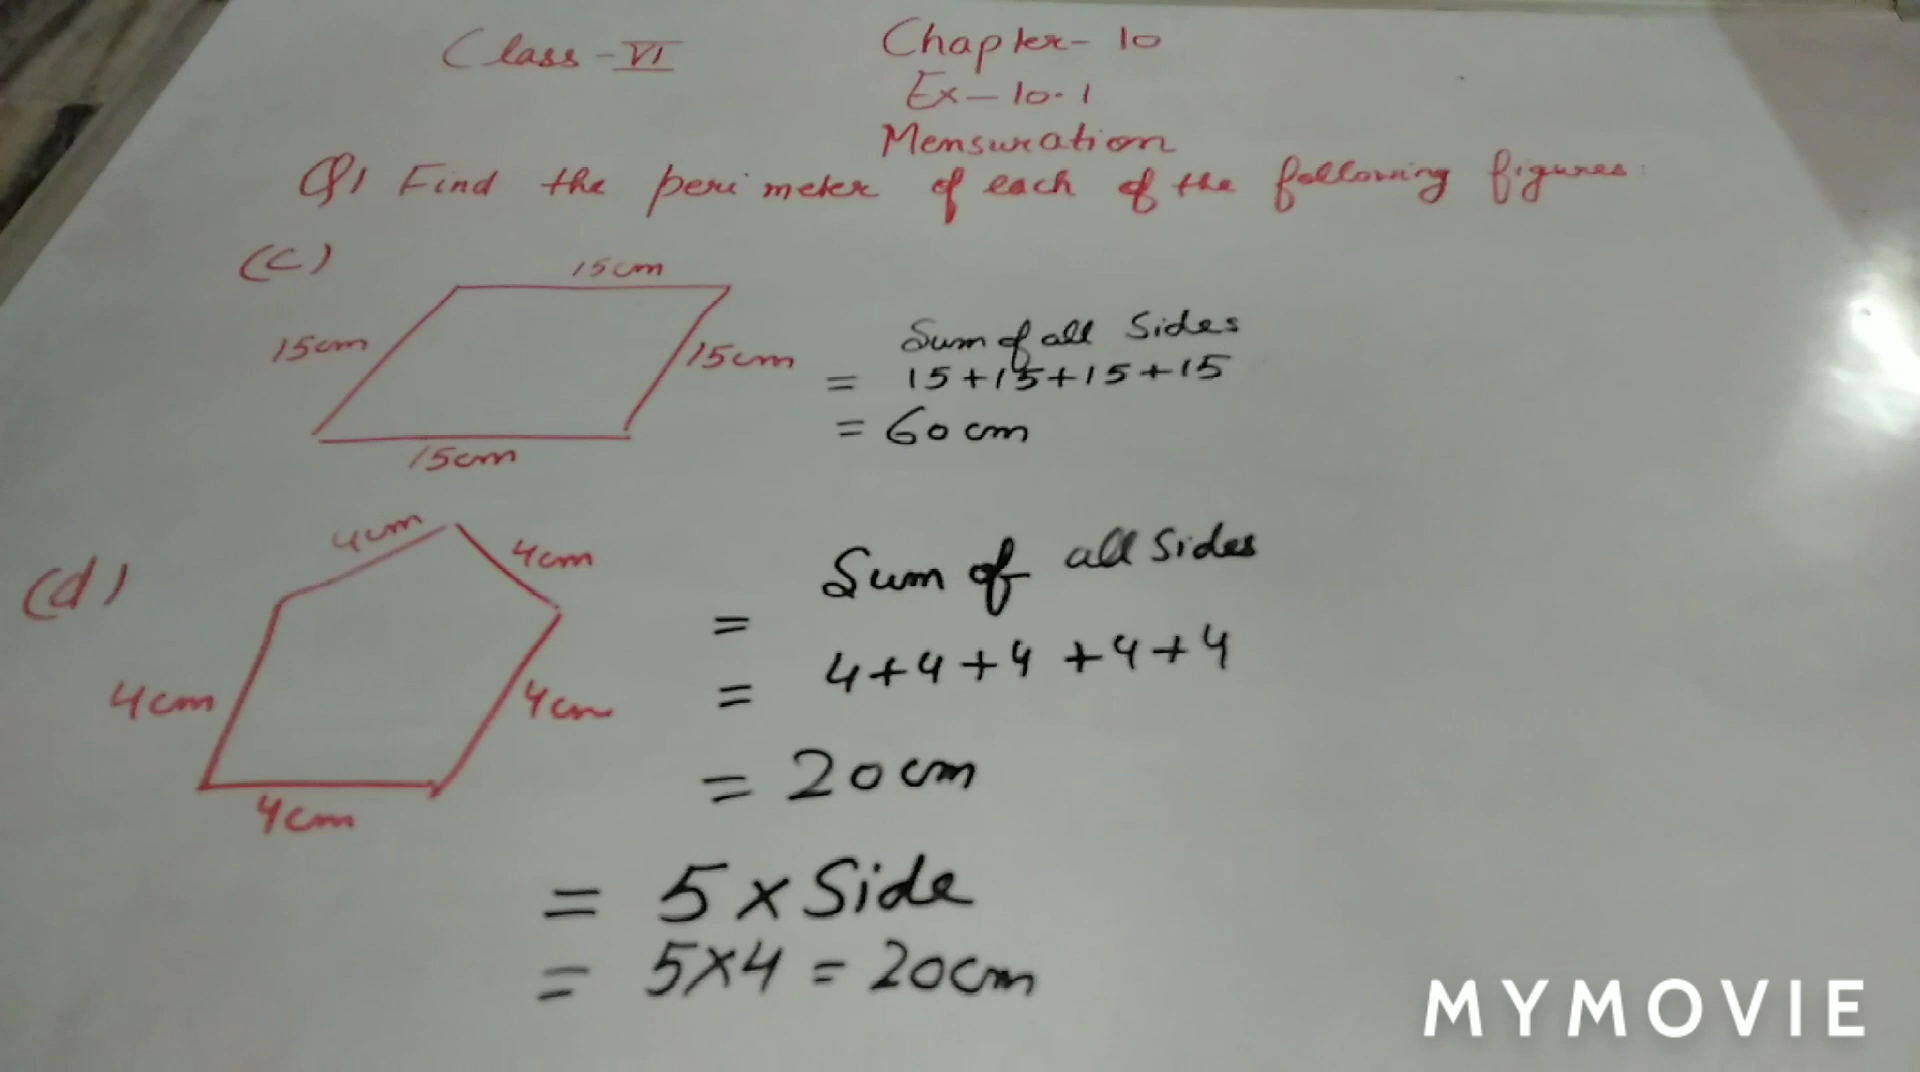 Class - VI
Chapter - 10
Ex - 10.1
Mensuration
Q1 Find the perimeter of each of the following figures:
(c)
15cm
15cm
15cm
15cm
Sum of all Sides
= 15+15+15+15
= 60 cm
(d)
4cm
4cm
4cm
4cm
4cm
= Sum of all Sides
= 4+4+4+4+4
= 20 cm
= 5 x Side
= 5x4 = 20cm
MYMOVIE